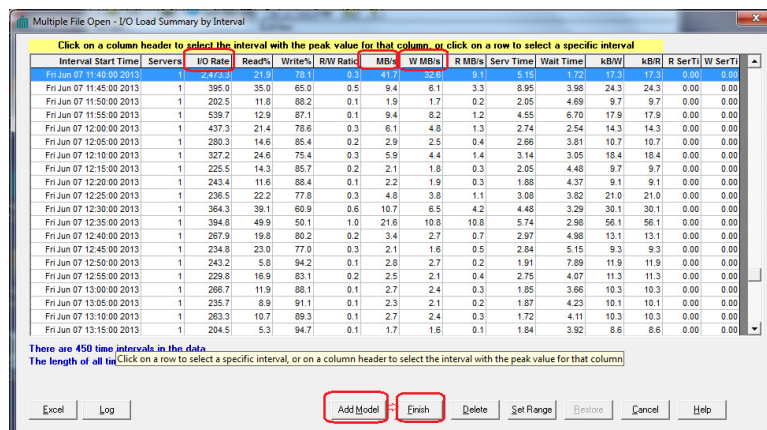 Multiple File Open - I/O Load Summary by Interval
Click on a column header to select the interval with the peak value for that column, or click on a row to select a specific interval
Interval Start Time Servers I/O Rate Read% Write% R/W Ratio MB/s W MB/s R MB/s Serv Time Wait Time kB/W kB/R R SerTi W SerTi
Fri Jun 07 11:40:00 2013 1 2,473.3 21.9 78.1 0.3 41.7 32.6 9.1 5.15 1.72 17.3 17.3 0.00 0.00
Fri Jun 07 11:45:00 2013 1 395.0 35.0 65.0 0.5 9.4 6.1 3.3 8.95 3.98 24.3 24.3 0.00 0.00
Fri Jun 07 11:50:00 2013 1 202.5 11.8 88.2 0.1 1.9 1.7 0.2 2.05 4.69 9.7 9.7 0.00 0.00
Fri Jun 07 11:55:00 2013 1 539.7 12.9 87.1 0.1 9.4 8.2 1.2 4.55 6.70 17.9 17.9 0.00 0.00
Fri Jun 07 12:00:00 2013 1 437.3 21.4 78.6 0.3 6.1 4.8 1.3 2.74 2.54 14.3 14.3 0.00 0.00
Fri Jun 07 12:05:00 2013 1 280.3 14.6 85.4 0.2 2.9 2.5 0.4 2.66 3.81 10.7 10.7 0.00 0.00
Fri Jun 07 12:10:00 2013 1 327.2 24.6 75.4 0.3 5.9 4.4 1.4 3.14 3.05 18.4 18.4 0.00 0.00
Fri Jun 07 12:15:00 2013 1 225.5 14.3 85.7 0.2 2.1 1.8 0.3 2.05 4.48 9.7 9.7 0.00 0.00
Fri Jun 07 12:20:00 2013 1 243.4 11.6 88.4 0.1 2.2 1.9 0.3 1.88 4.37 9.1 9.1 0.00 0.00
Fri Jun 07 12:25:00 2013 1 236.5 22.2 77.8 0.3 4.8 3.8 1.1 3.08 3.82 21.0 21.0 0.00 0.00
Fri Jun 07 12:30:00 2013 1 364.3 39.1 60.9 0.6 10.7 6.5 4.2 4.48 3.29 30.1 30.1 0.00 0.00
Fri Jun 07 12:35:00 2013 1 394.8 49.9 50.1 1.0 21.6 10.8 10.8 5.74 2.98 56.1 56.1 0.00 0.00
Fri Jun 07 12:40:00 2013 1 267.9 19.8 80.2 0.2 3.4 2.7 0.7 2.97 4.98 13.1 13.1 0.00 0.00
Fri Jun 07 12:45:00 2013 1 234.8 23.0 77.0 0.3 2.1 1.6 0.5 2.84 5.15 9.3 9.3 0.00 0.00
Fri Jun 07 12:50:00 2013 1 243.2 5.8 94.2 0.1 2.8 2.7 0.2 1.91 7.89 11.9 11.9 0.00 0.00
Fri Jun 07 12:55:00 2013 1 229.8 16.9 83.1 0.2 2.5 2.1 0.4 2.75 4.07 11.3 11.3 0.00 0.00
Fri Jun 07 13:00:00 2013 1 266.7 11.9 88.1 0.1 2.7 2.4 0.3 1.85 3.66 10.3 10.3 0.00 0.00
Fri Jun 07 13:05:00 2013 1 235.7 8.9 91.1 0.1 2.3 2.1 0.2 1.87 4.23 10.1 10.1 0.00 0.00
Fri Jun 07 13:10:00 2013 1 263.3 10.7 89.3 0.1 2.7 2.4 0.3 1.72 4.11 10.3 10.3 0.00 0.00
Fri Jun 07 13:15:00 2013 1 204.5 5.3 94.7 0.1 1.7 1.6 0.1 1.84 3.92 8.6 8.6 0.00 0.00
There are 450 time intervals in the data
The length of all tim
Click on a row to select a specific interval, or on a column header to select the interval with the peak value for that column
Excel Log Add Model Finish Delete Set Range Restore Cancel Help